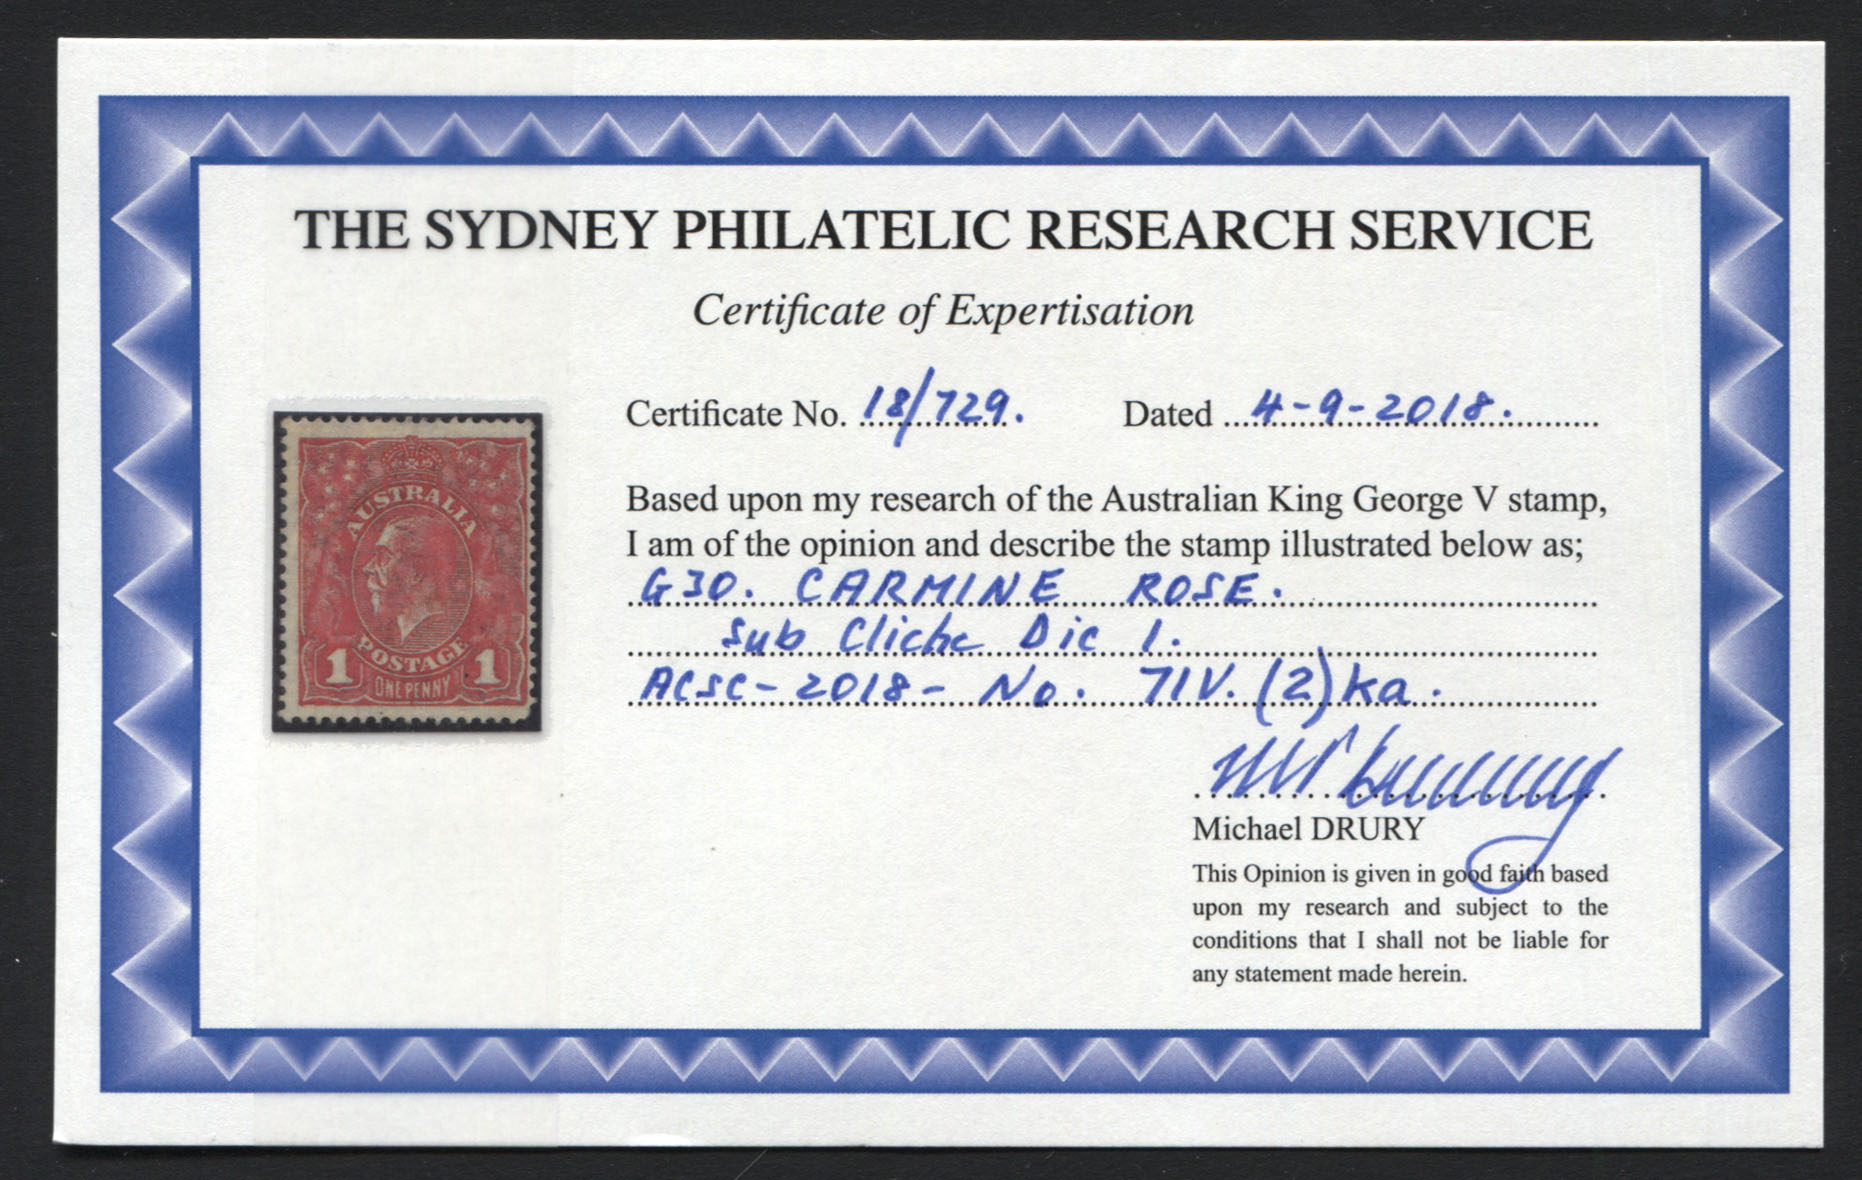 THE SYDNEY PHILATELIC RESEARCH SERVICE
Certificate of Expertisation
Certificate No. 18/729. Dated 4-9-2018.
Based upon my research of the Australian King George V stamp,
I am of the opinion and describe the stamp illustrated below as;
G30. CARMINE ROSE.
Sub Cliche Die 1.
ACSC-2018- No. 71V.(2)ka.
Michael DRURY
This Opinion is given in good faith based
upon my research and subject to the
conditions that I shall not be liable for
any statement made herein.
AUSTRALIA
POSTAGE
1 1
ONE PENNY